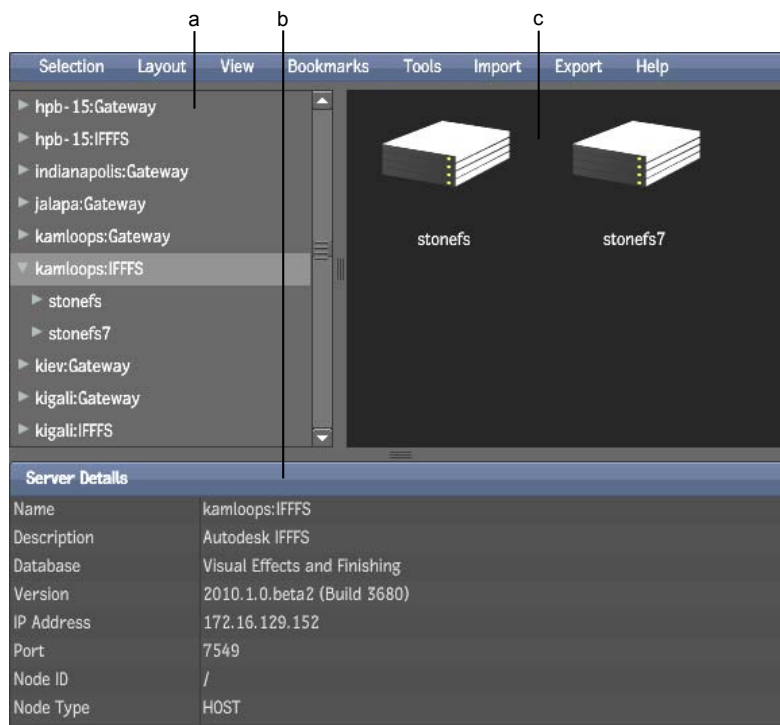 a b c
Selection Layout View Bookmarks Tools Import Export Help
hpb-15:Gateway
hpb-15:IFFFS
indianapolis:Gateway
jalapa:Gateway
kamloops:Gateway
kamloops:IFFFS
stonefs
stonefs7
kiev:Gateway
kigali:Gateway
kigali:IFFFS
stonefs stonefs7
Server Details
Name kamloops:IFFFS
Description Autodesk IFFFS
Database Visual Effects and Finishing
Version 2010.1.0.beta2 (Build 3680)
IP Address 172.16.129.152
Port 7549
Node ID /
Node Type HOST